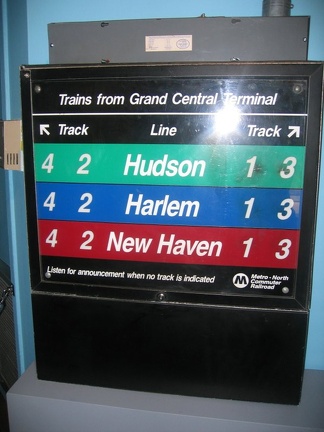 Trains from Grand Central Terminal
Track Line Track
4 2 Hudson 1 3
4 2 Harlem 1 3
4 2 New Haven 1 3
Listen for announcement when no track is indicated
M Metro-North
Commuter
Railroad